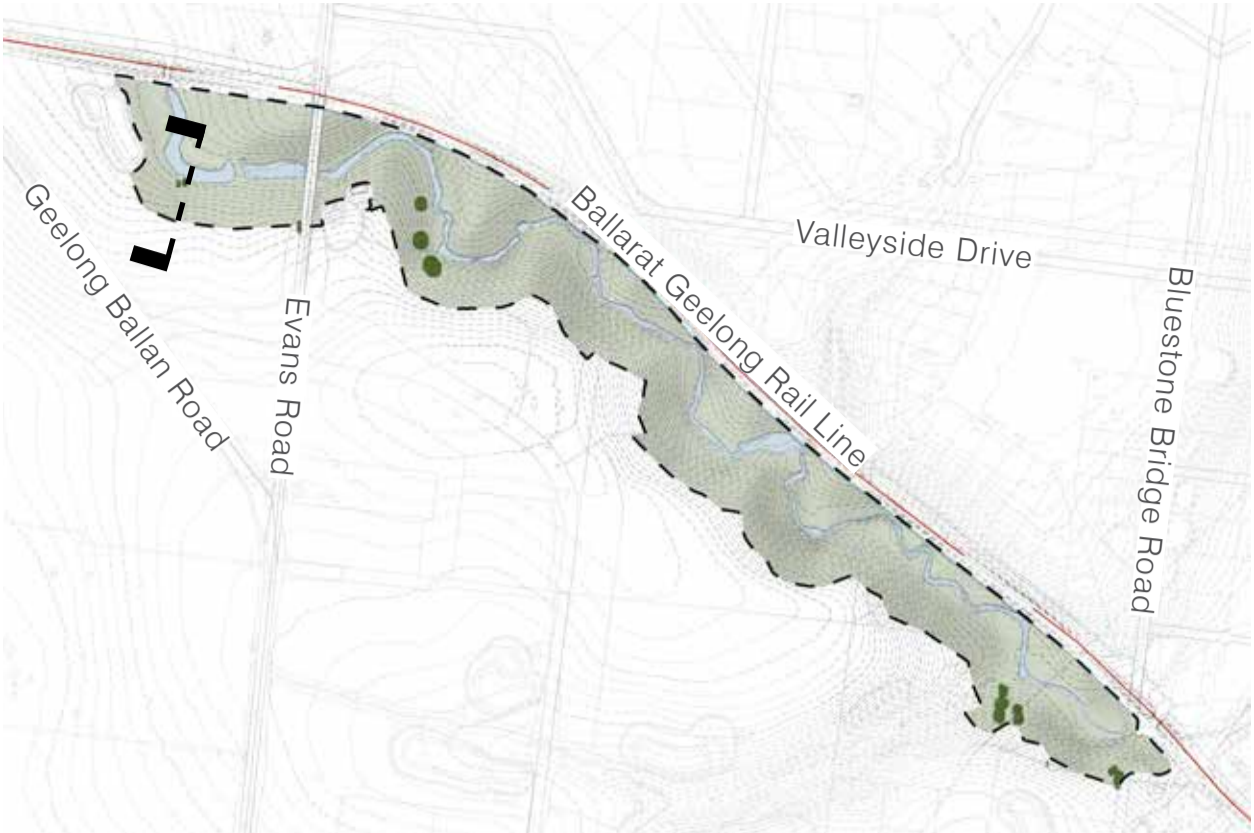 Geelong Ballan Road
Evans Road
Ballarat Geelong Rail Line
Valleyside Drive
Bluestone Bridge Road